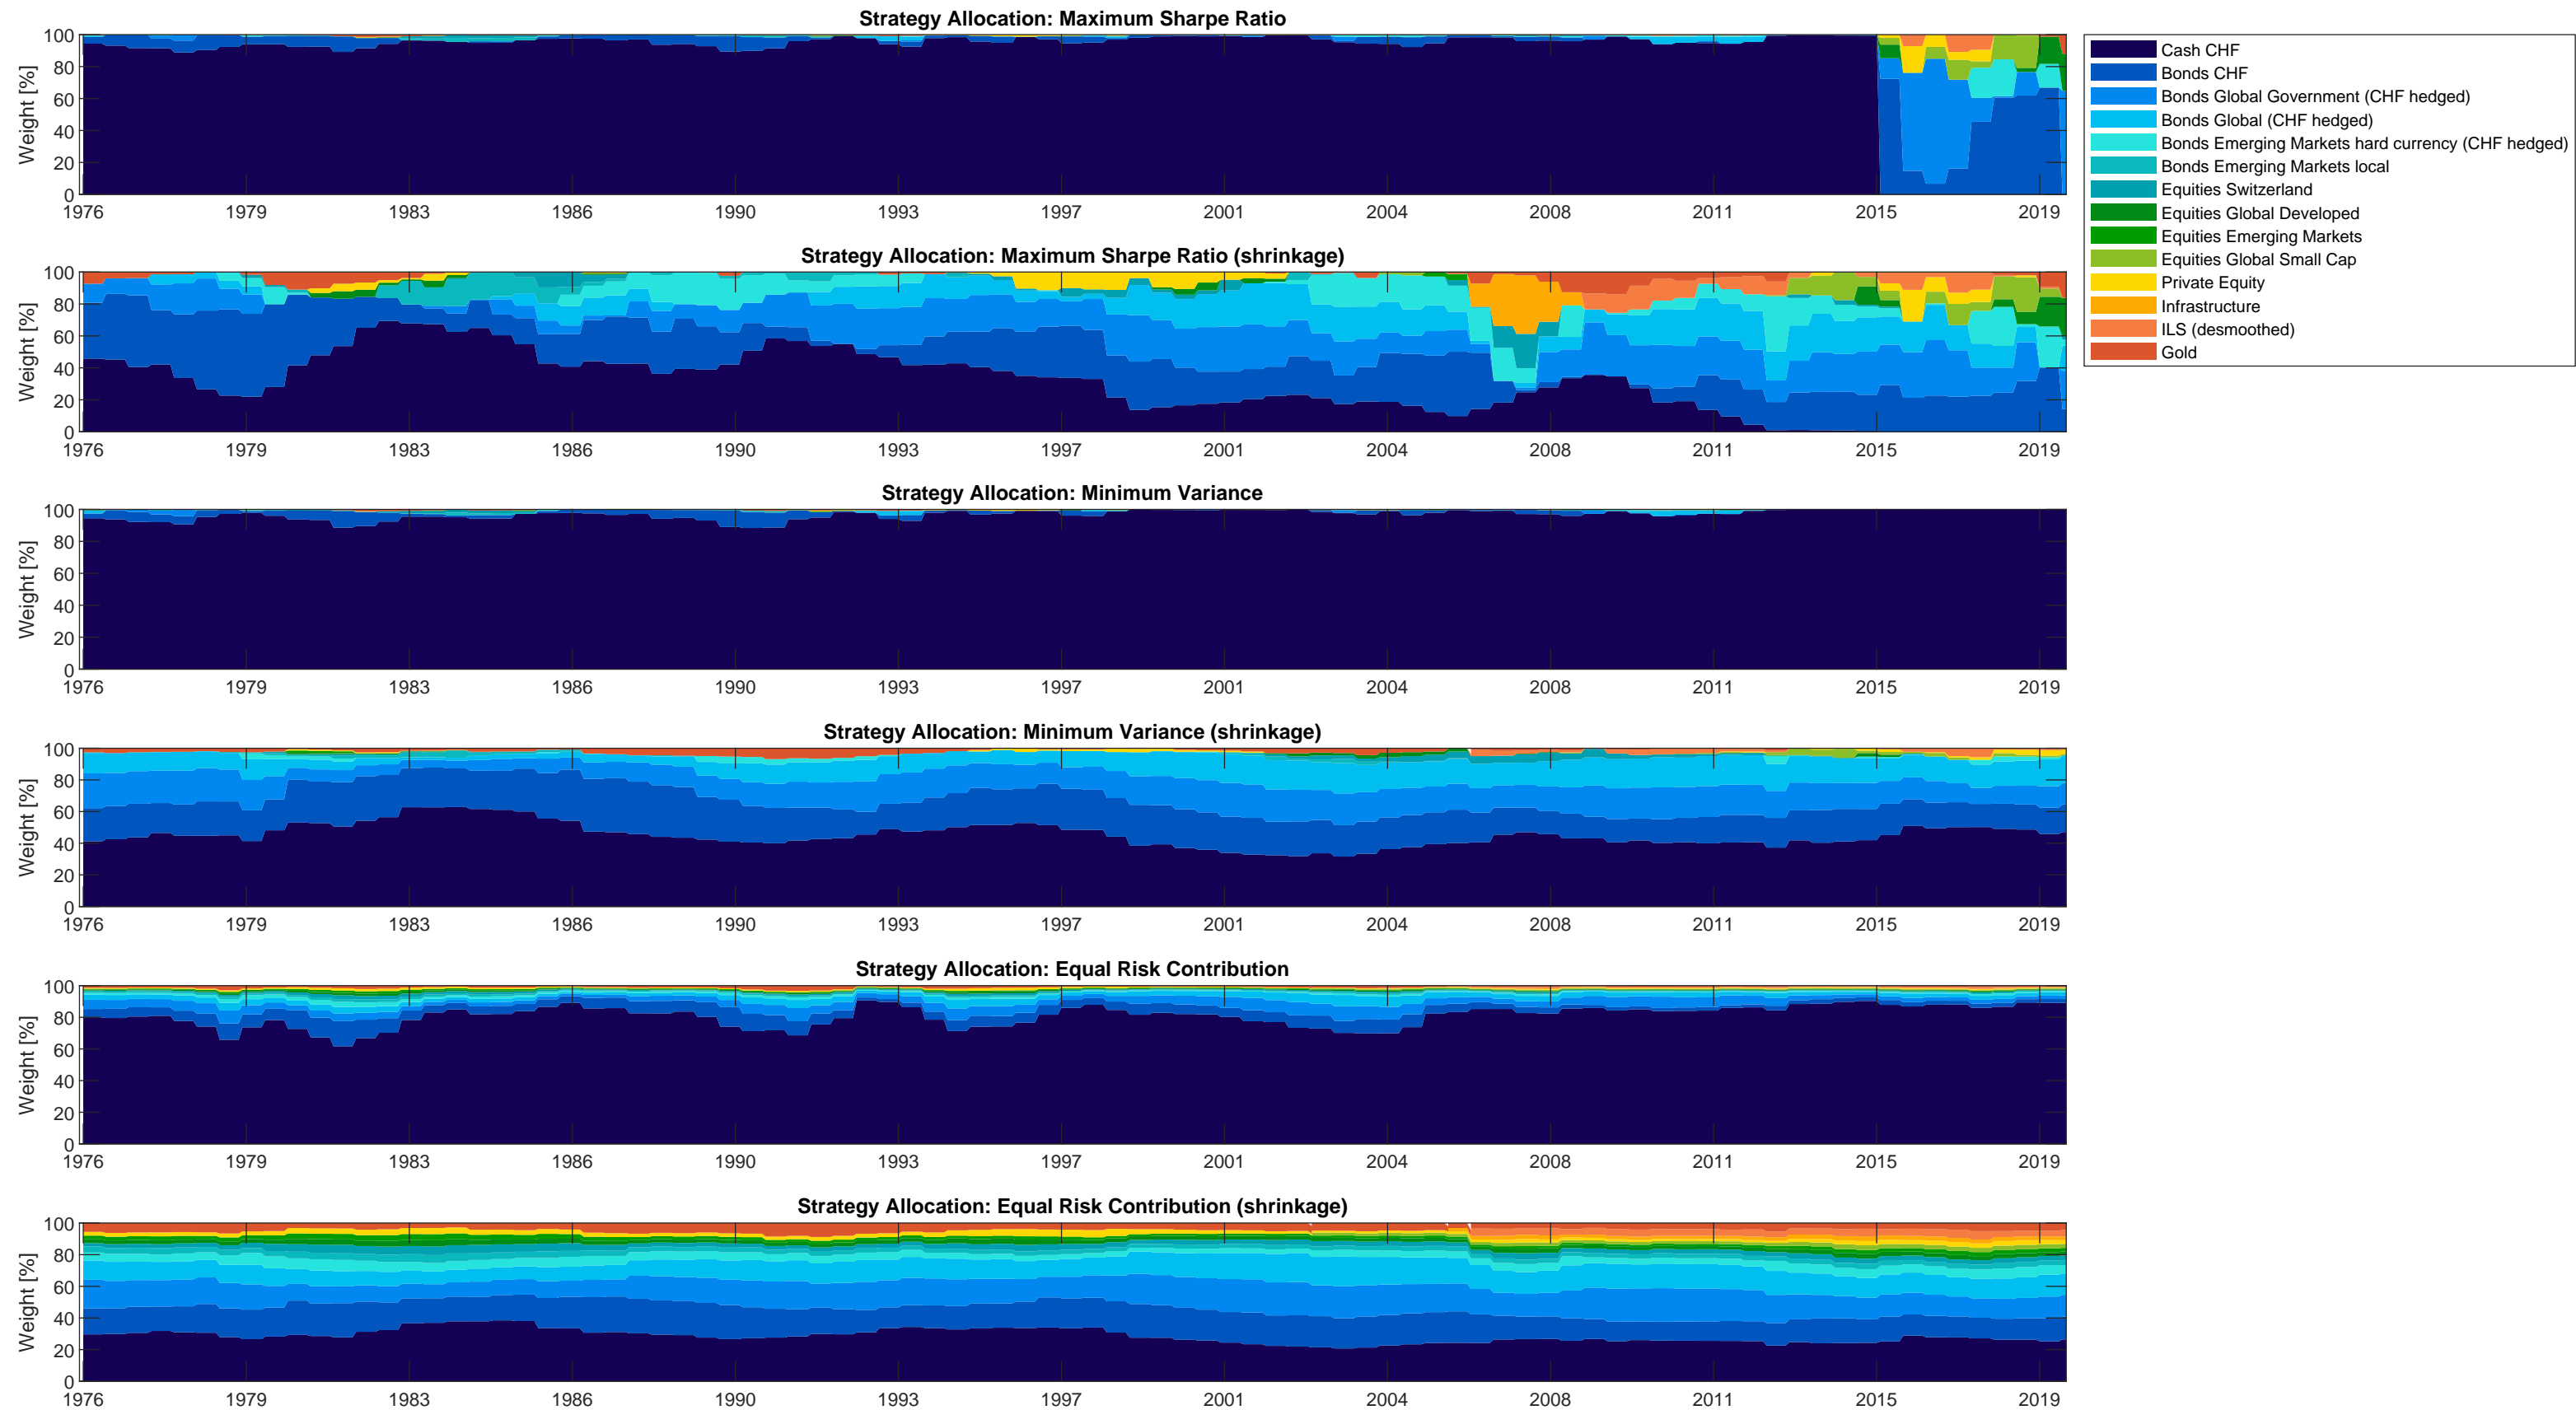 Strategy Allocation: Maximum Sharpe Ratio
Weight [%]
100
80
60
40
20
0
1976 1979 1983 1986 1990 1993 1997 2001 2004 2008 2011 2015 2019
Cash CHF
Bonds CHF
Bonds Global Government (CHF hedged)
Bonds Global (CHF hedged)
Bonds Emerging Markets hard currency (CHF hedged)
Bonds Emerging Markets local
Equities Switzerland
Equities Global Developed
Equities Emerging Markets
Equities Global Small Cap
Private Equity
Infrastructure
ILS (desmoothed)
Gold
Strategy Allocation: Maximum Sharpe Ratio (shrinkage)
Weight [%]
100
80
60
40
20
0
1976 1979 1983 1986 1990 1993 1997 2001 2004 2008 2011 2015 2019
Strategy Allocation: Minimum Variance
Weight [%]
100
80
60
40
20
0
1976 1979 1983 1986 1990 1993 1997 2001 2004 2008 2011 2015 2019
Strategy Allocation: Minimum Variance (shrinkage)
Weight [%]
100
80
60
40
20
0
1976 1979 1983 1986 1990 1993 1997 2001 2004 2008 2011 2015 2019
Strategy Allocation: Equal Risk Contribution
Weight [%]
100
80
60
40
20
0
1976 1979 1983 1986 1990 1993 1997 2001 2004 2008 2011 2015 2019
Strategy Allocation: Equal Risk Contribution (shrinkage)
Weight [%]
100
80
60
40
20
0
1976 1979 1983 1986 1990 1993 1997 2001 2004 2008 2011 2015 2019